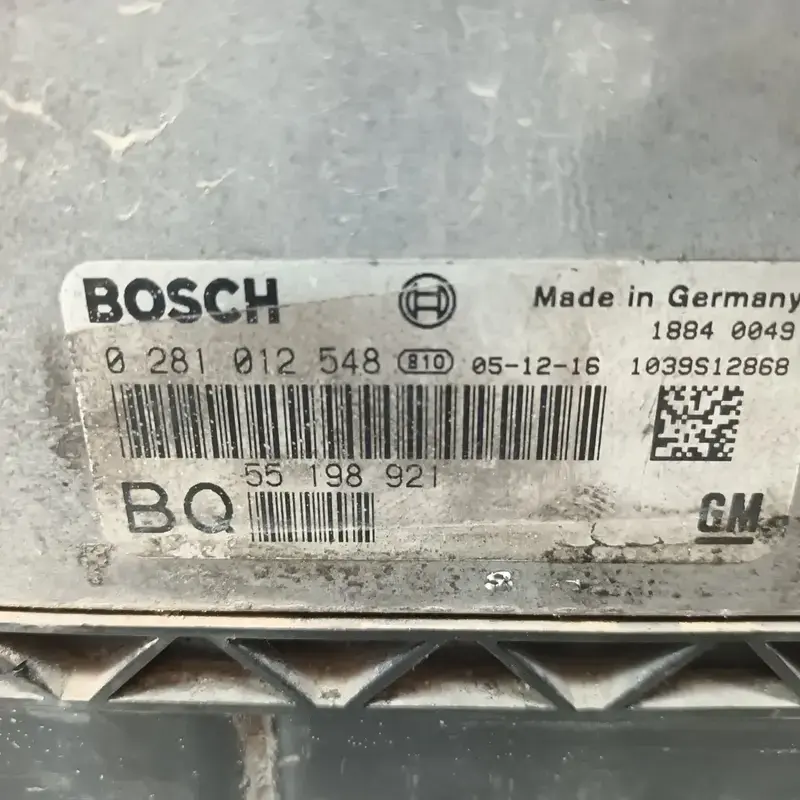 BOSCH
Made in Germany
1884 0049
0 281 012 548 810 05-12-16 1039S12868
55 198 921
BQ
GM